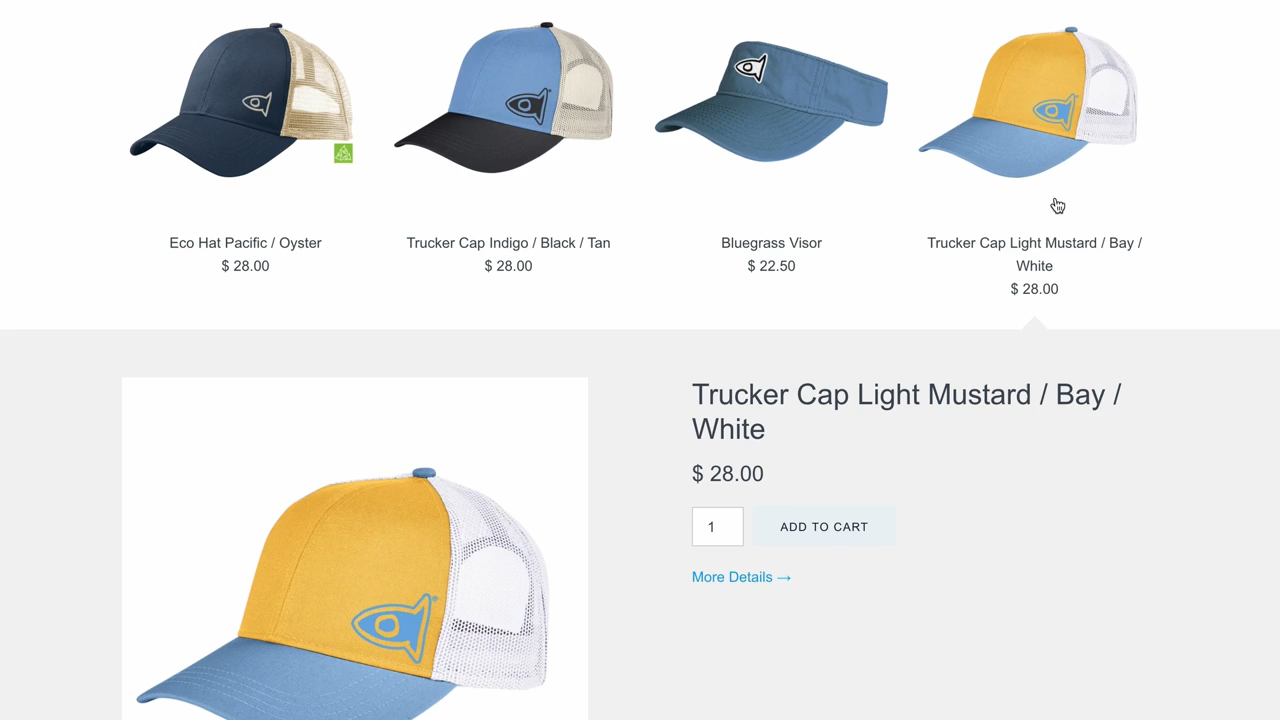 Eco Hat Pacific / Oyster
$ 28.00
Trucker Cap Indigo / Black / Tan
$ 28.00
Bluegrass Visor
$ 22.50
Trucker Cap Light Mustard / Bay /
White
$ 28.00
Trucker Cap Light Mustard / Bay /
White
$ 28.00
1
ADD TO CART
More Details →